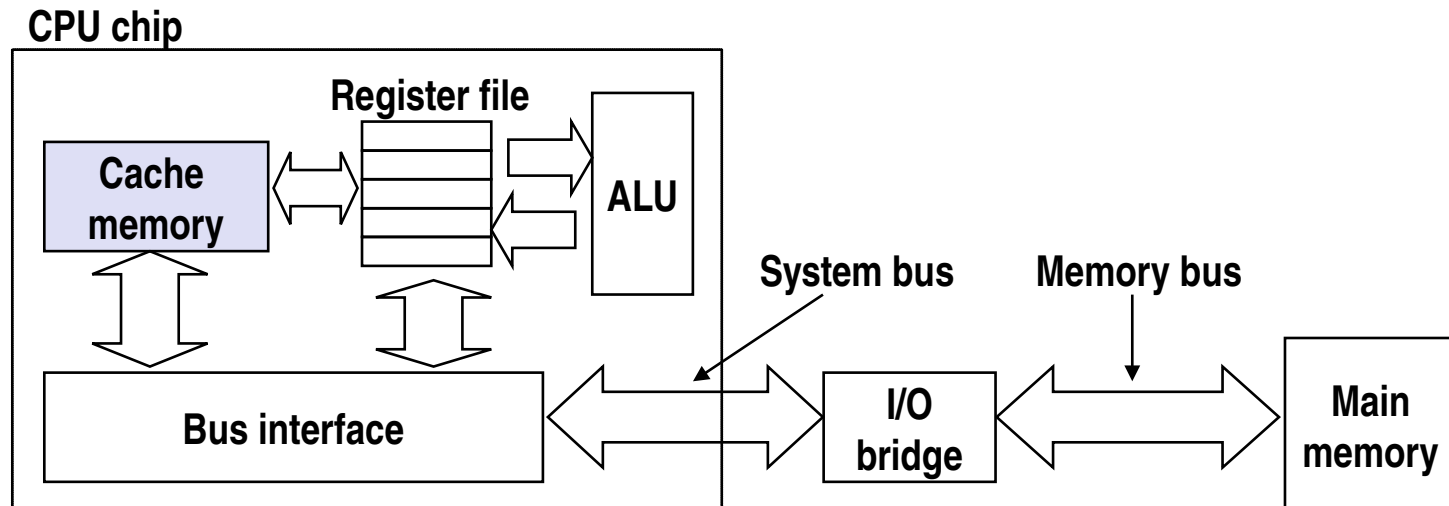 CPU chip
Register file
Cache
memory
ALU
System bus
Memory bus
Bus interface
I/O
bridge
Main
memory